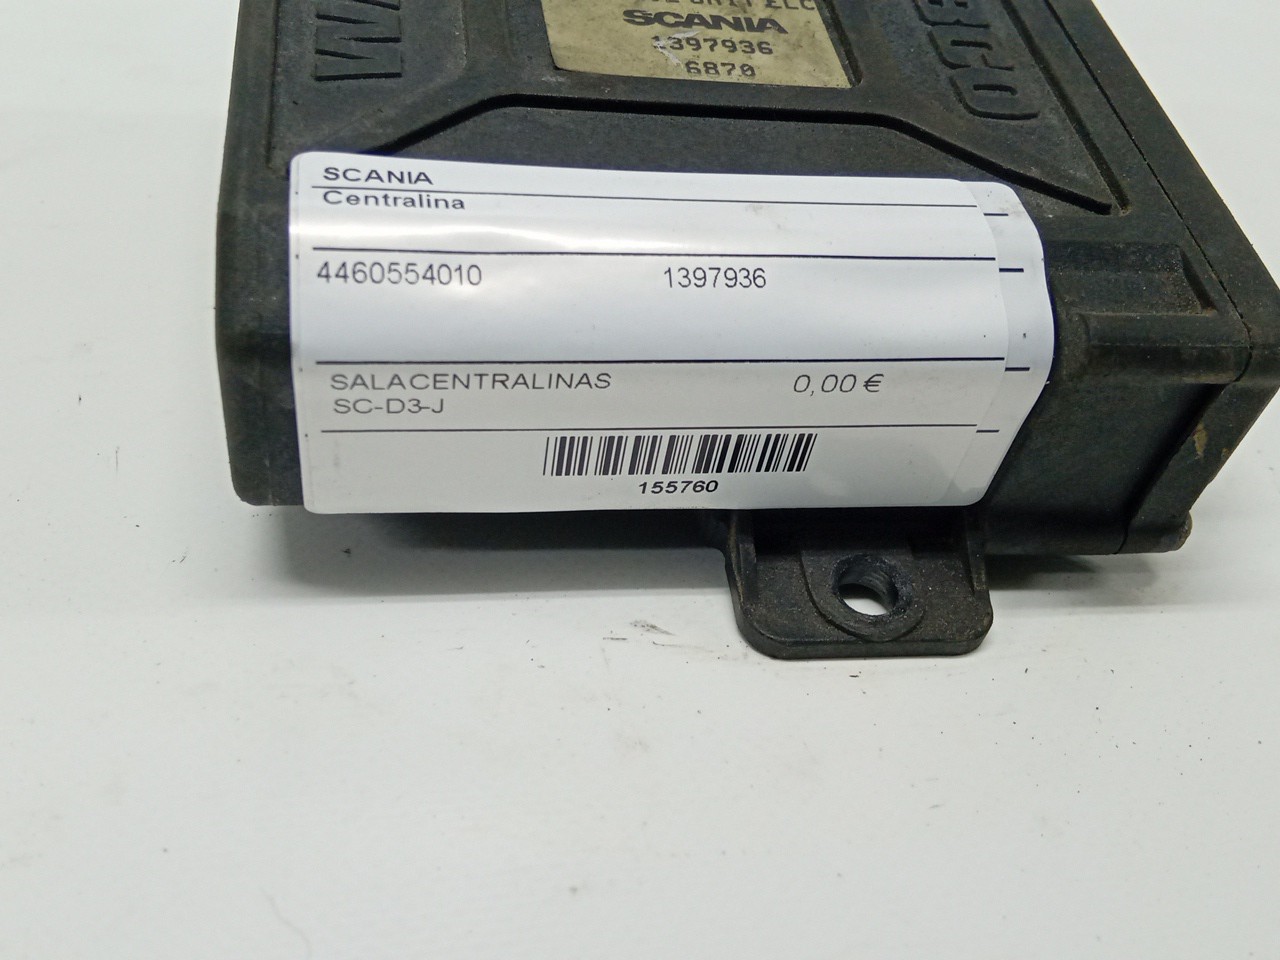 SCANIA
1397936
6870
SCANIA
Centralina
4460554010 1397936
SALACENTRALINAS 0,00 €
SC-D3-J
155760